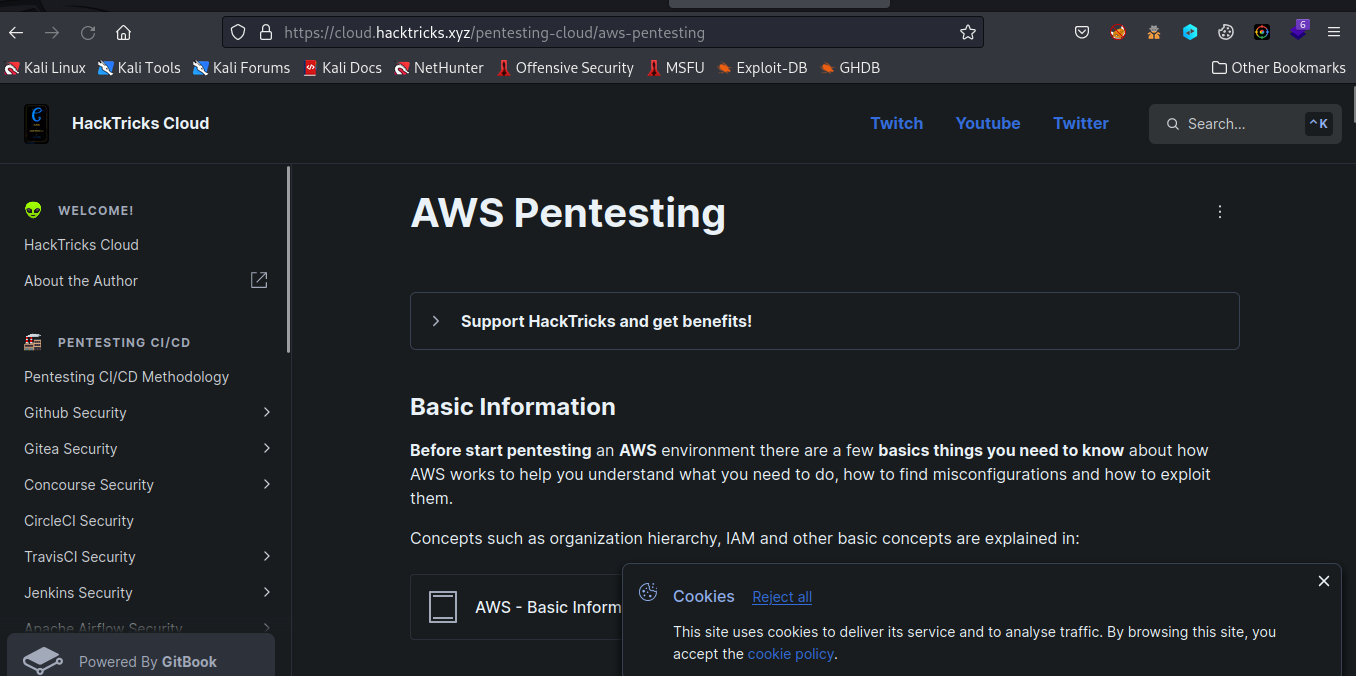 https://cloud.hacktricks.xyz/pentesting-cloud/aws-pentesting
6
Kali Linux
Kali Tools
Kali Forums
Kali Docs
NetHunter
Offensive Security
MSFU
Exploit-DB
GHDB
Other Bookmarks
HackTricks Cloud
Twitch
Youtube
Twitter
Search...
^K
WELCOME!
HackTricks Cloud
About the Author
PENTESTING CI/CD
Pentesting CI/CD Methodology
Github Security
Gitea Security
Concourse Security
CircleCI Security
TravisCI Security
Jenkins Security
Apache Airflow Security
Powered By GitBook
AWS Pentesting
Support HackTricks and get benefits!
Basic Information
Before start pentesting an AWS environment there are a few basics things you need to know about how
AWS works to help you understand what you need to do, how to find misconfigurations and how to exploit
them.
Concepts such as organization hierarchy, IAM and other basic concepts are explained in:
AWS - Basic Inform
Cookies
Reject all
This site uses cookies to deliver its service and to analyse traffic. By browsing this site, you
accept the cookie policy.